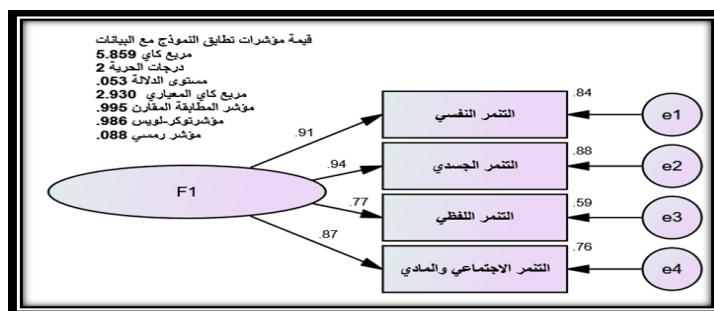 قيمة مؤشرات تطابق النموذج مع البيانات
مربع كاي 5.859
درجات الحرية 2
مستوى الدلالة .053
مربع كاي المعياري 2.930
مؤشر المطابقة المقارن .995
مؤشرتوكر-لويس .986
مؤشر رمسي .088
F1
.91
.94
.77
.87
.84
التنمر النفسي
e1
.88
التنمر الجسدي
e2
.59
التنمر اللفظي
e3
.76
التنمر الاجتماعي والمادي
e4